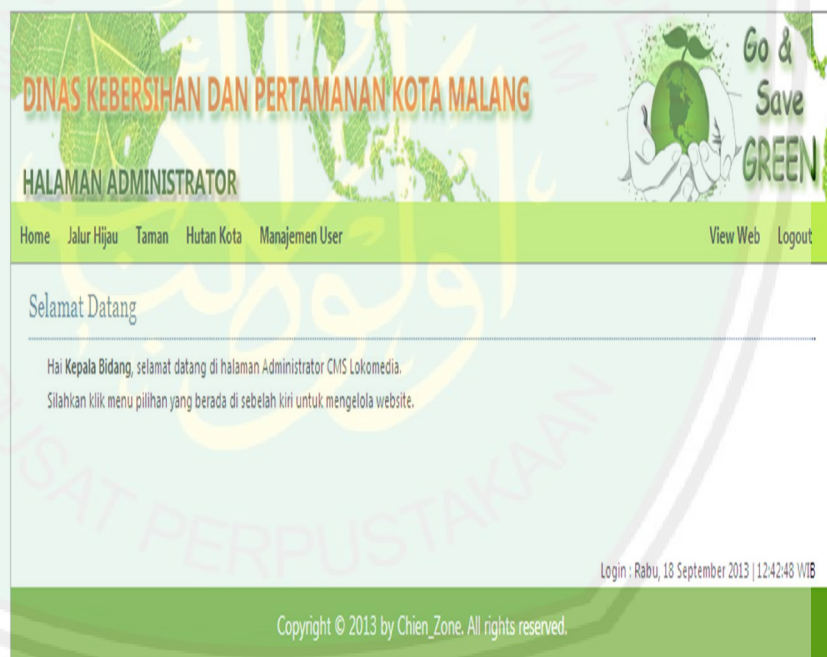 DINAS KEBERSIHAN DAN PERTAMANAN KOTA MALANG
HALAMAN ADMINISTRATOR
Go &
Save
GREEN
Home Jalur Hijau Taman Hutan Kota Manajemen User View Web Logout
Selamat Datang
Hai Kepala Bidang, selamat datang di halaman Administrator CMS Lokomedia.
Silahkan klik menu pilihan yang berada di sebelah kiri untuk mengelola website.
PUSAT PERPUSTAKAAN
Login : Rabu, 18 September 2013 | 12:42:48 WIB
Copyright © 2013 by Chien_Zone. All rights reserved.